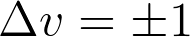 Δv = ±1